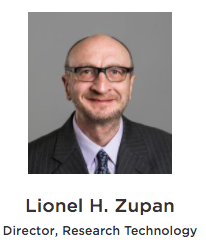 Lionel H. Zupan
Director, Research Technology